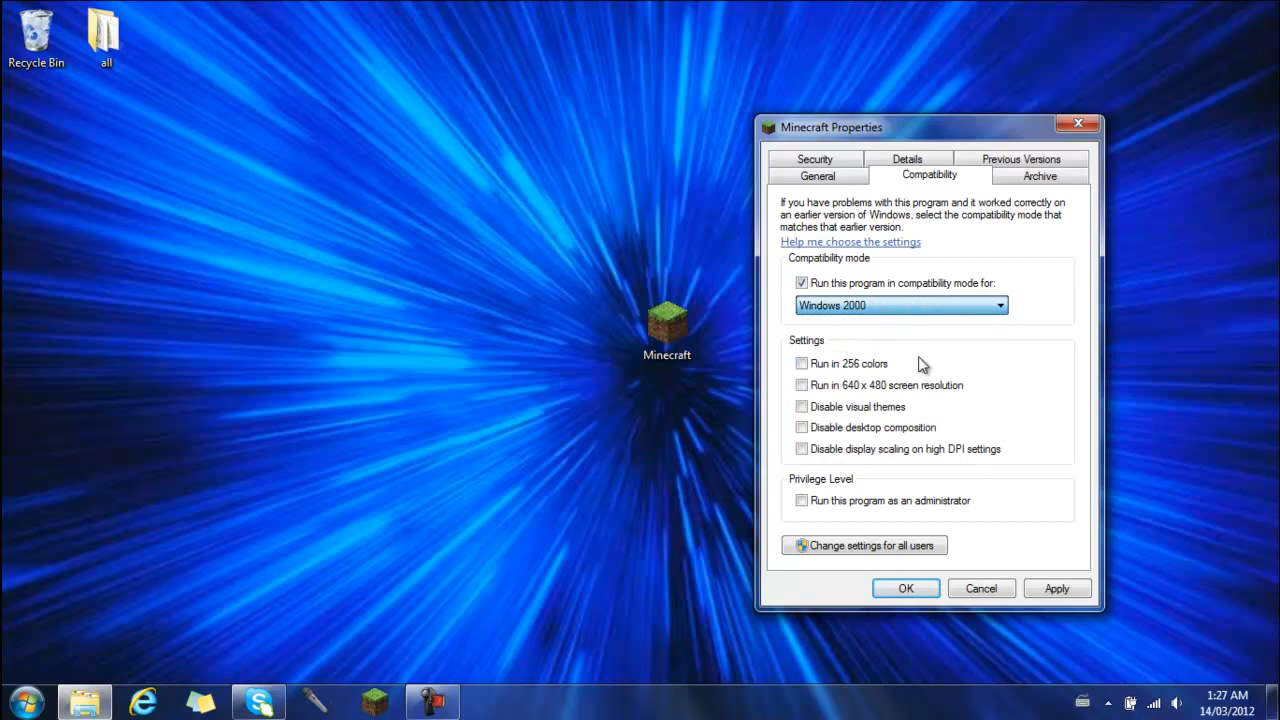 Recycle Bin
all
Minecraft
Minecraft Properties
Security
Details
Previous Versions
General
Compatibility
Archive
If you have problems with this program and it worked correctly on
an earlier version of Windows, select the compatibility mode that
matches that earlier version.
Help me choose the settings
Compatibility mode
Run this program in compatibility mode for:
Windows 2000
Settings
Run in 256 colors
Run in 640 x 480 screen resolution
Disable visual themes
Disable desktop composition
Disable display scaling on high DPI settings
Privilege Level
Run this program as an administrator
Change settings for all users
OK
Cancel
Apply
1:27 AM
14/03/2012